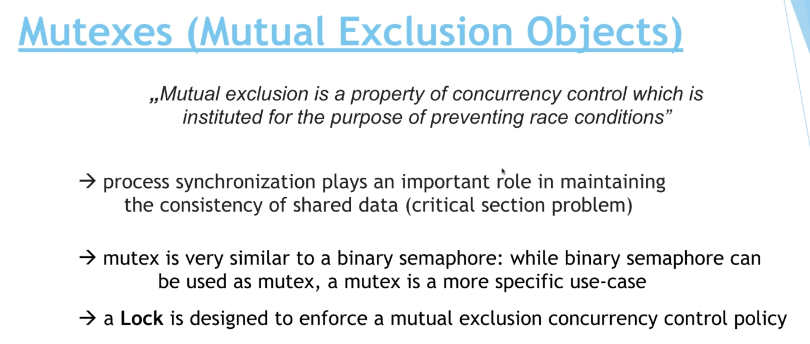 Mutexes (Mutual Exclusion Objects)
„Mutual exclusion is a property of concurrency control which is
instituted for the purpose of preventing race conditions”
→ process synchronization plays an important role in maintaining
the consistency of shared data (critical section problem)
→ mutex is very similar to a binary semaphore: while binary semaphore can
be used as mutex, a mutex is a more specific use-case
→ a Lock is designed to enforce a mutual exclusion concurrency control policy